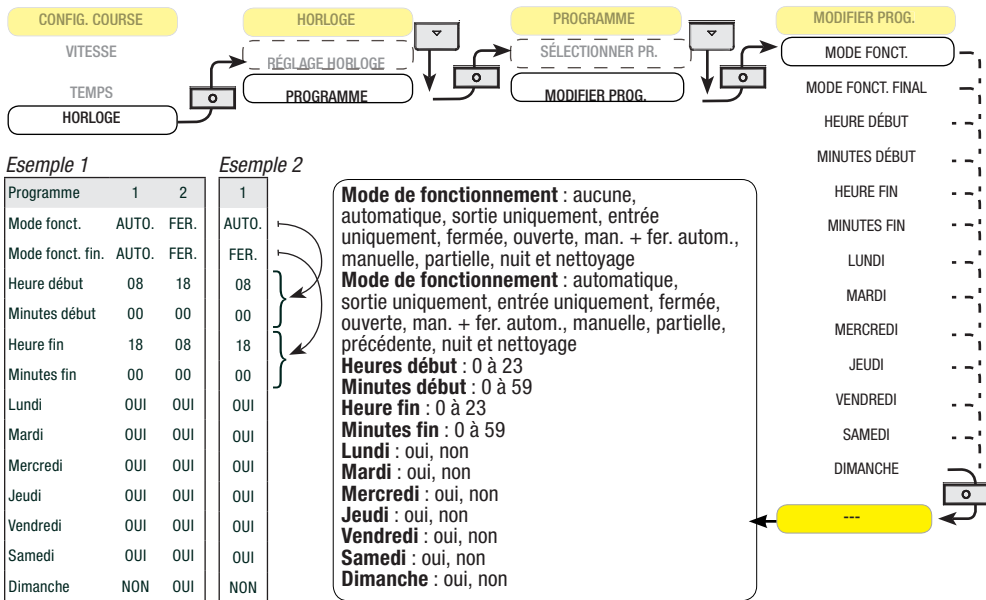 CONFIG. COURSE
VITESSE
TEMPS
HORLOGE
HORLOGE
RÉGLAGE HORLOGE
PROGRAMME
PROGRAMME
SÉLECTIONNER PR.
MODIFIER PROG.
MODIFIER PROG.
MODE FONCT.
MODE FONCT. FINAL
HEURE DÉBUT
MINUTES DÉBUT
HEURE FIN
MINUTES FIN
LUNDI
MARDI
MERCREDI
JEUDI
VENDREDI
SAMEDI
DIMANCHE
---
Esemple 1
Programme 1 2
Mode fonct. AUTO. FER.
Mode fonct. fin. AUTO. FER.
Heure début 08 18
Minutes début 00 00
Heure fin 18 08
Minutes fin 00 00
Lundi OUI OUI
Mardi OUI OUI
Mercredi OUI OUI
Jeudi OUI OUI
Vendredi OUI OUI
Samedi OUI OUI
Dimanche NON OUI
Esemple 2
1
AUTO.
FER.
08
00
18
00
OUI
OUI
OUI
OUI
OUI
OUI
NON
Mode de fonctionnement : aucune,
automatique, sortie uniquement, entrée
uniquement, fermée, ouverte, man. + fer. autom.,
manuelle, partielle, nuit et nettoyage
Mode de fonctionnement : automatique,
sortie uniquement, entrée uniquement, fermée,
ouverte, man. + fer. autom., manuelle, partielle,
précédente, nuit et nettoyage
Heures début : 0 à 23
Minutes début : 0 à 59
Heure fin : 0 à 23
Minutes fin : 0 à 59
Lundi : oui, non
Mardi : oui, non
Mercredi : oui, non
Jeudi : oui, non
Vendredi : oui, non
Samedi : oui, non
Dimanche : oui, non